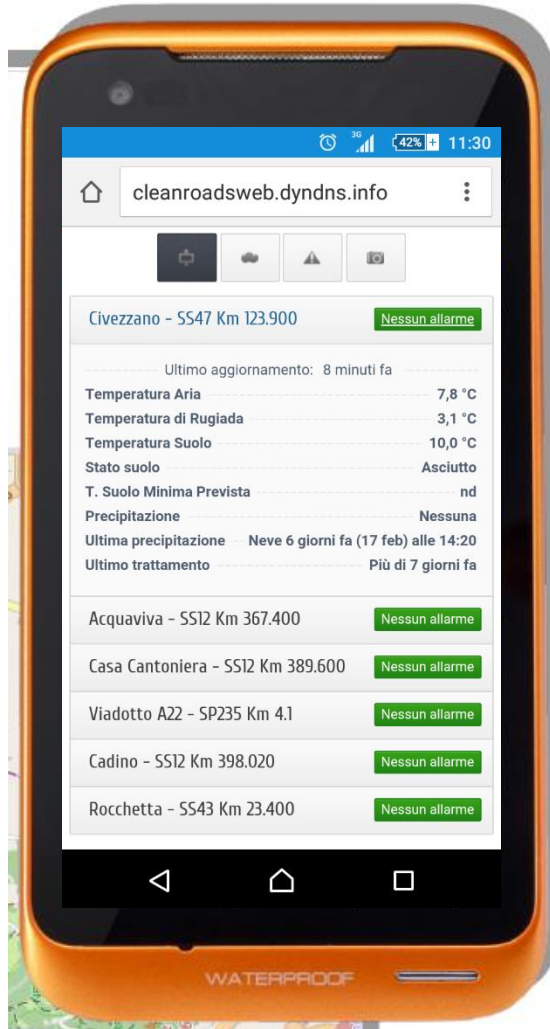 3G 42% 11:30
cleanroadsweb.dyndns.info
Civezzano - SS47 Km 123.900 Nessun allarme
Ultimo aggiornamento: 8 minuti fa
Temperatura Aria 7,8 °C
Temperatura di Rugiada 3,1 °C
Temperatura Suolo 10,0 °C
Stato suolo Asciutto
T. Suolo Minima Prevista nd
Precipitazione Nessuna
Ultima precipitazione Neve 6 giorni fa (17 feb) alle 14:20
Ultimo trattamento Più di 7 giorni fa
Acquaviva - SS12 Km 367.400 Nessun allarme
Casa Cantoniera - SS12 Km 389.600 Nessun allarme
Viadotto A22 - SP235 Km 4.1 Nessun allarme
Cadino - SS12 Km 398.020 Nessun allarme
Rocchetta - SS43 Km 23.400 Nessun allarme
WATERPROOF